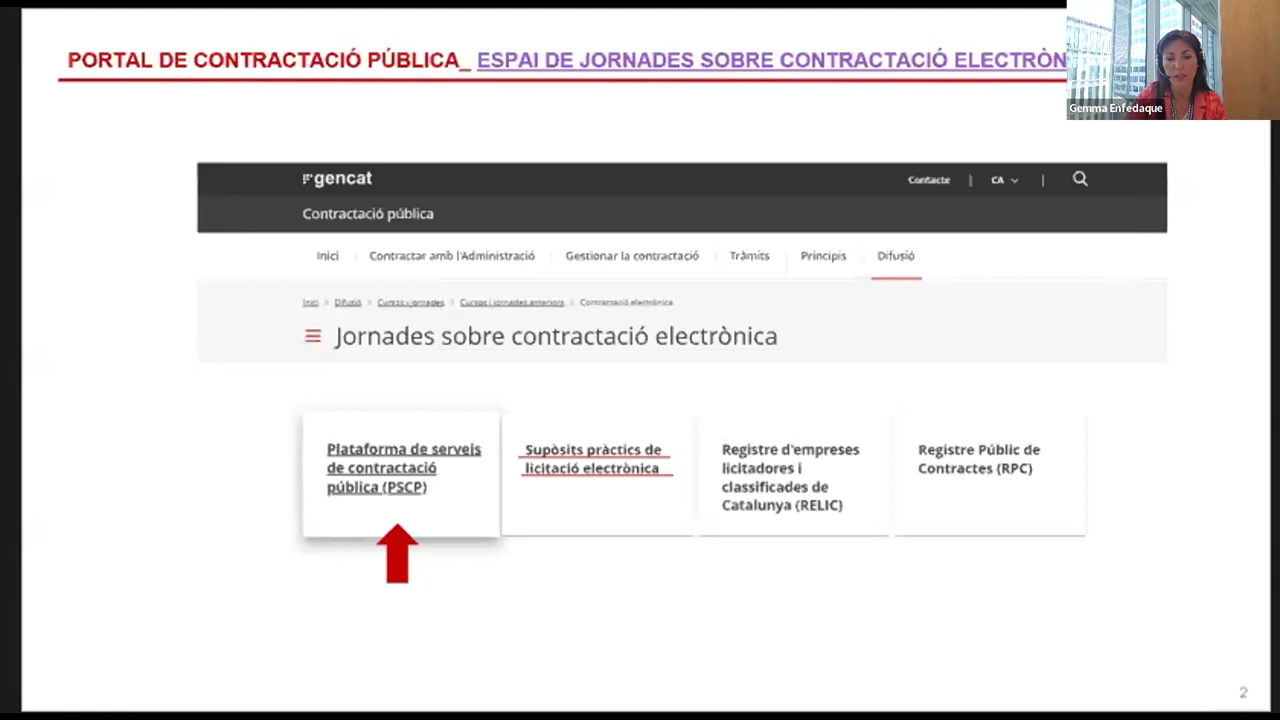 PORTAL DE CONTRACTACIÓ PÚBLICA_ ESPAI DE JORNADES SOBRE CONTRACTACIÓ ELECTRÒN
Gemma Enfedaque
gencat
Contacte | CA |
Contractació pública
Inici Contractar amb l'Administració Gestionar la contractació Tràmits Principis Difusió
Inici > Difusió > Cursos i jornades > Cursos i jornades anteriors > Contractació electrònica
Jornades sobre contractació electrònica
Plataforma de serveis
de contractació
pública (PSCP)
Supòsits pràctics de
licitació electrònica
Registre d'empreses
licitadores i
classificades de
Catalunya (RELIC)
Registre Públic de
Contractes (RPC)
2